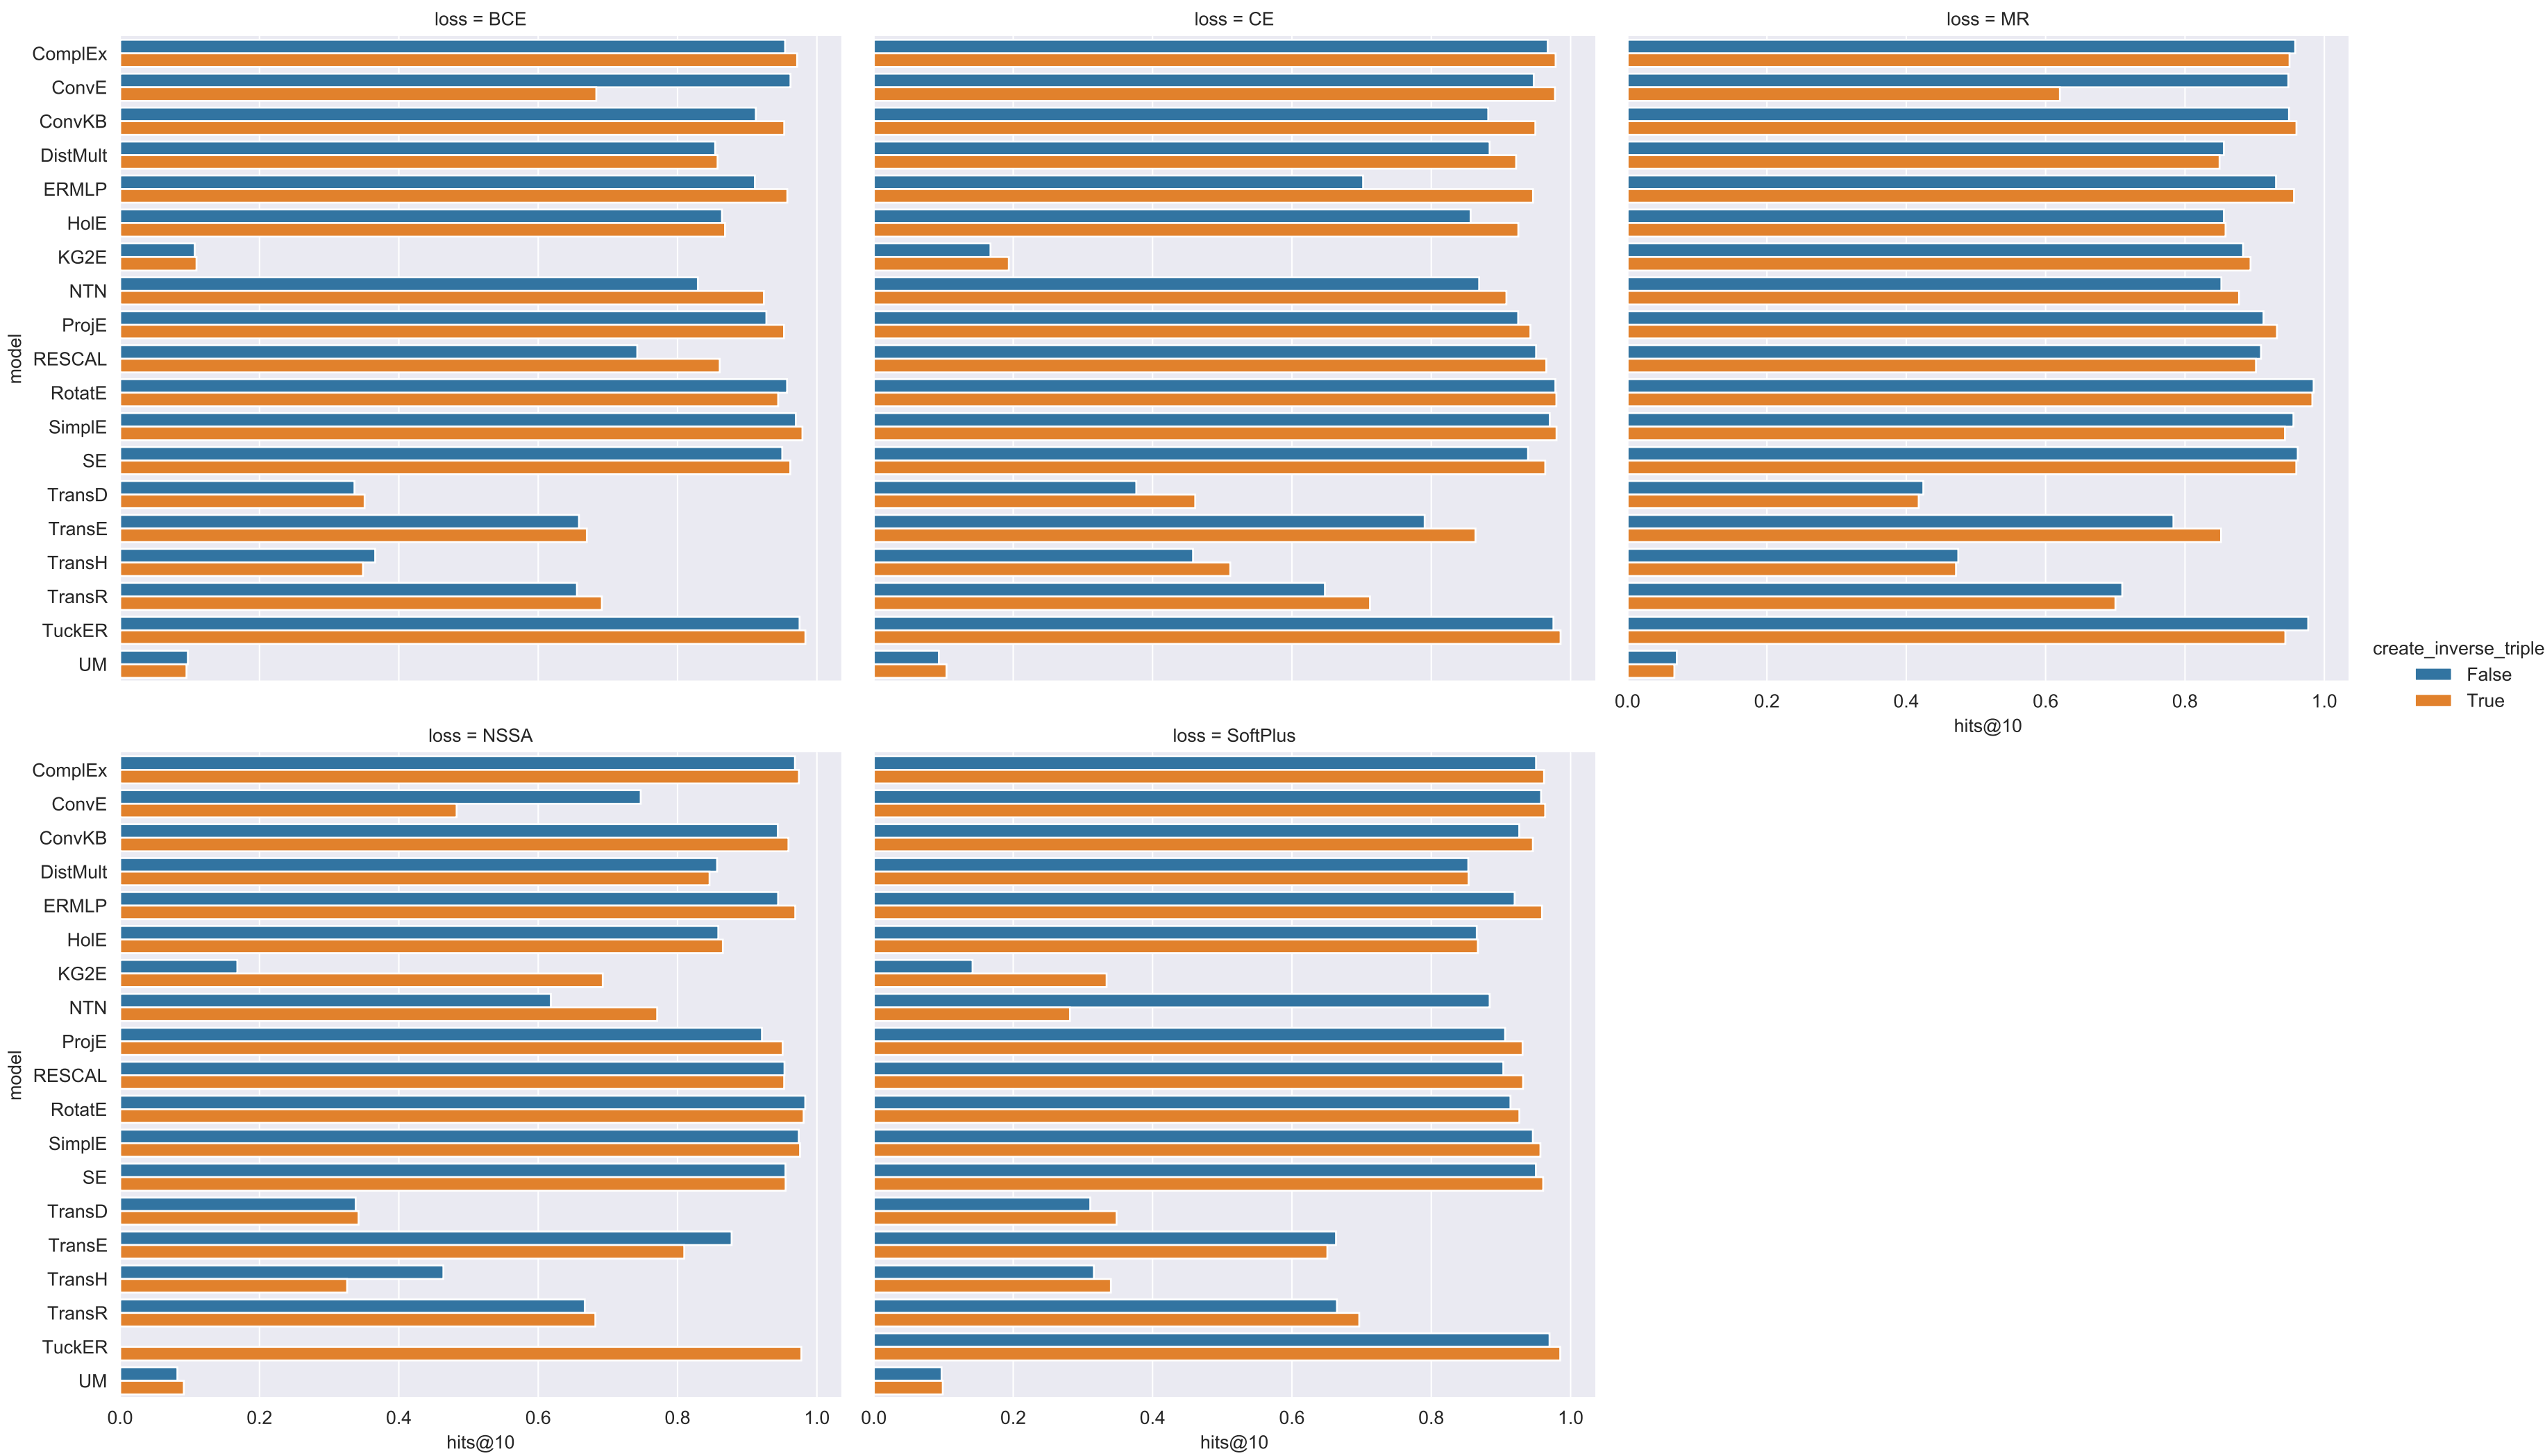 loss = BCE
loss = CE
loss = MR
model
ComplEx
ConvE
ConvKB
DistMult
ERMLP
HolE
KG2E
NTN
ProjE
RESCAL
RotatE
SimplE
SE
TransD
TransE
TransH
TransR
TuckER
UM
0.0 0.2 0.4 0.6 0.8 1.0
hits@10
create_inverse_triple
False
True
loss = NSSA
loss = SoftPlus
model
ComplEx
ConvE
ConvKB
DistMult
ERMLP
HolE
KG2E
NTN
ProjE
RESCAL
RotatE
SimplE
SE
TransD
TransE
TransH
TransR
TuckER
UM
0.0 0.2 0.4 0.6 0.8 1.0
hits@10
0.0 0.2 0.4 0.6 0.8 1.0
hits@10